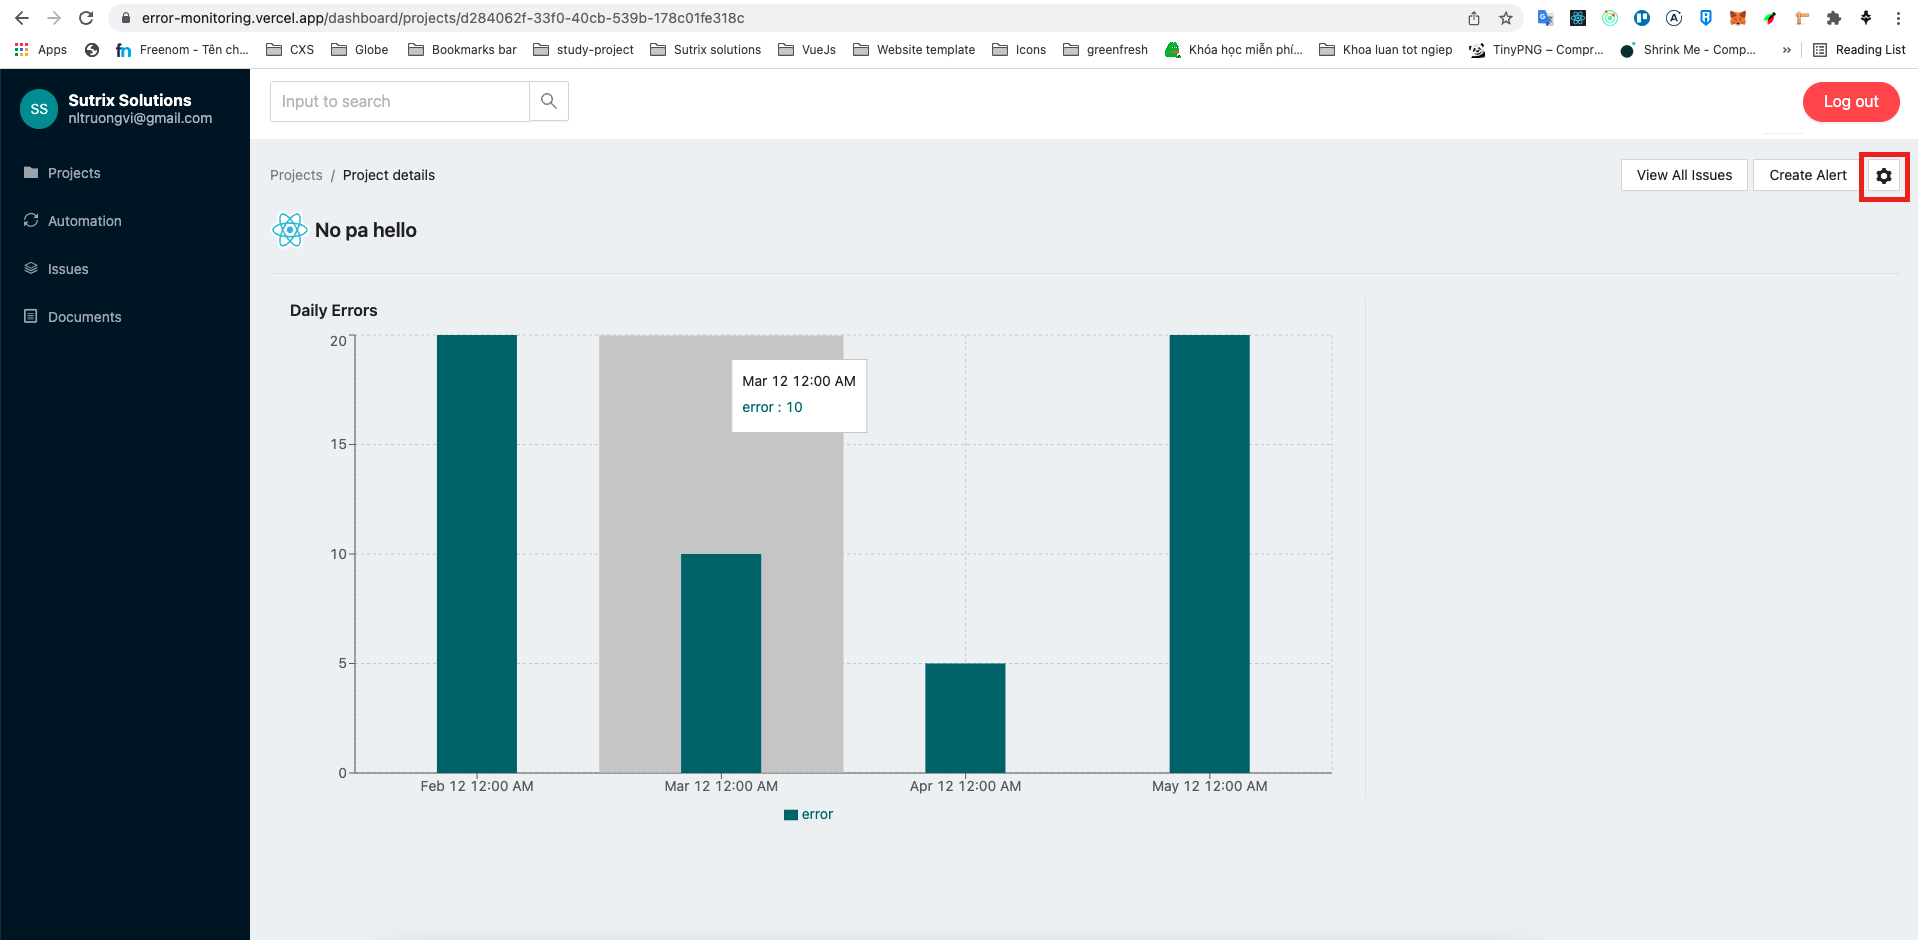 error-monitoring.vercel.app/dashboard/projects/d284062f-33f0-40cb-539b-178c01fe318c
Apps
fn Freenom - Tên ch...
CXS
Globe
Bookmarks bar
study-project
Sutrix solutions
VueJs
Website template
Icons
greenfresh
Khóa học miễn phí...
Khoa luan tot ngiep
TinyPNG – Compr...
Shrink Me - Comp...
»
Reading List
SS
Sutrix Solutions
nltruongvi@gmail.com
Projects
Automation
Issues
Documents
Input to search
Log out
Projects / Project details
View All Issues
Create Alert
No pa hello
Daily Errors
20
15
10
5
0
Mar 12 12:00 AM
error : 10
Feb 12 12:00 AM
Mar 12 12:00 AM
Apr 12 12:00 AM
May 12 12:00 AM
error